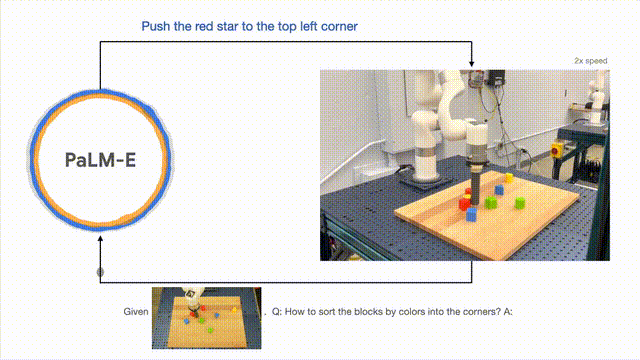 Push the red star to the top left corner
2x speed
PaLM-E
Given . Q: How to sort the blocks by colors into the corners? A: